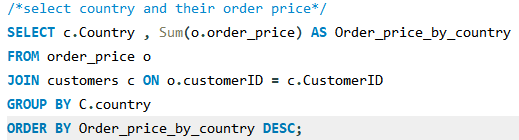 /*select country and their order price*/
SELECT c.Country , Sum(o.order_price) AS Order_price_by_country
FROM order_price o
JOIN customers c ON o.customerID = c.CustomerID
GROUP BY C.country
ORDER BY Order_price_by_country DESC;